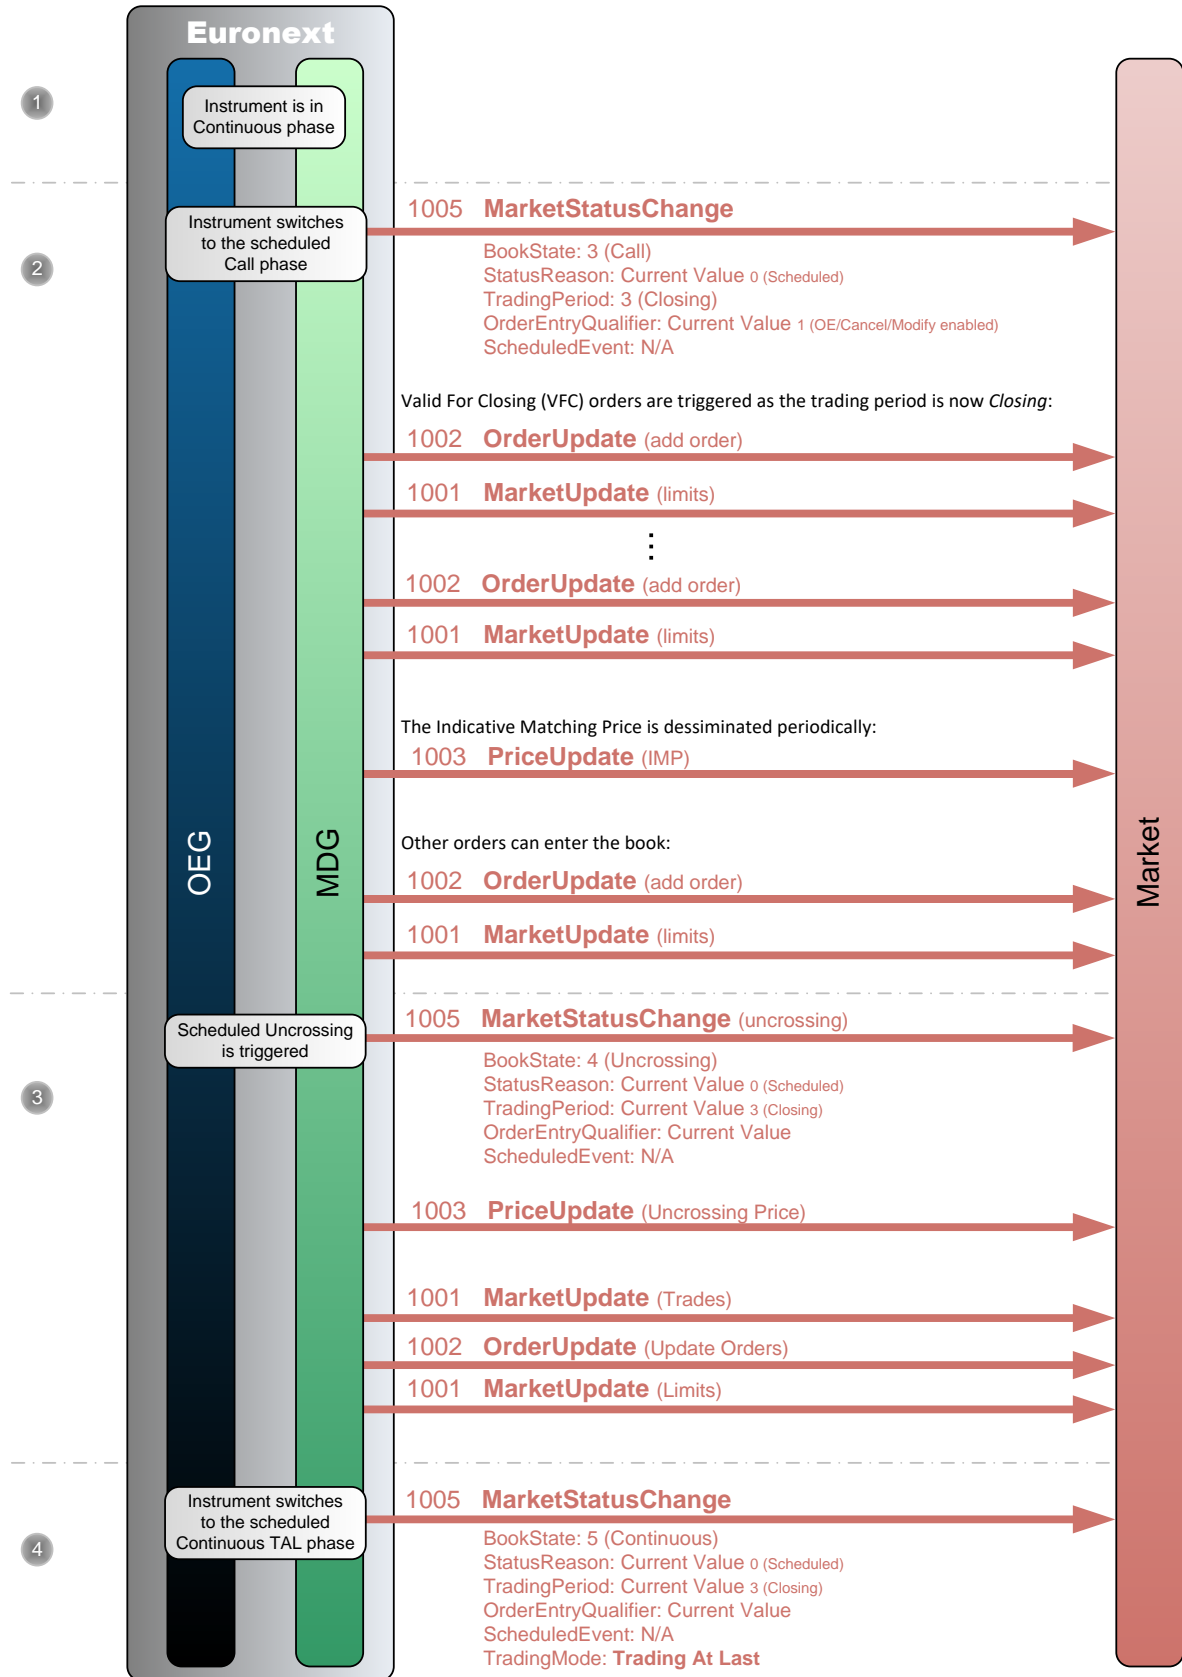 Euronext
1
Instrument is in
Continuous phase
Instrument switches
to the scheduled
Call phase
2
1005 MarketStatusChange
BookState: 3 (Call)
StatusReason: Current Value 0 (Scheduled)
TradingPeriod: 3 (Closing)
OrderEntryQualifier: Current Value 1 (OE/Cancel/Modify enabled)
ScheduledEvent: N/A
Valid For Closing (VFC) orders are triggered as the trading period is now Closing:
1002 OrderUpdate (add order)
1001 MarketUpdate (limits)
⋮
1002 OrderUpdate (add order)
1001 MarketUpdate (limits)
The Indicative Matching Price is dessiminated periodically:
1003 PriceUpdate (IMP)
OEG
MDG
Market
Other orders can enter the book:
1002 OrderUpdate (add order)
1001 MarketUpdate (limits)
Scheduled Uncrossing
is triggered
3
1005 MarketStatusChange (uncrossing)
BookState: 4 (Uncrossing)
StatusReason: Current Value 0 (Scheduled)
TradingPeriod: Current Value 3 (Closing)
OrderEntryQualifier: Current Value
ScheduledEvent: N/A
1003 PriceUpdate (Uncrossing Price)
1001 MarketUpdate (Trades)
1002 OrderUpdate (Update Orders)
1001 MarketUpdate (Limits)
Instrument switches
to the scheduled
Continuous TAL phase
4
1005 MarketStatusChange
BookState: 5 (Continuous)
StatusReason: Current Value 0 (Scheduled)
TradingPeriod: Current Value 3 (Closing)
OrderEntryQualifier: Current Value
ScheduledEvent: N/A
TradingMode: Trading At Last